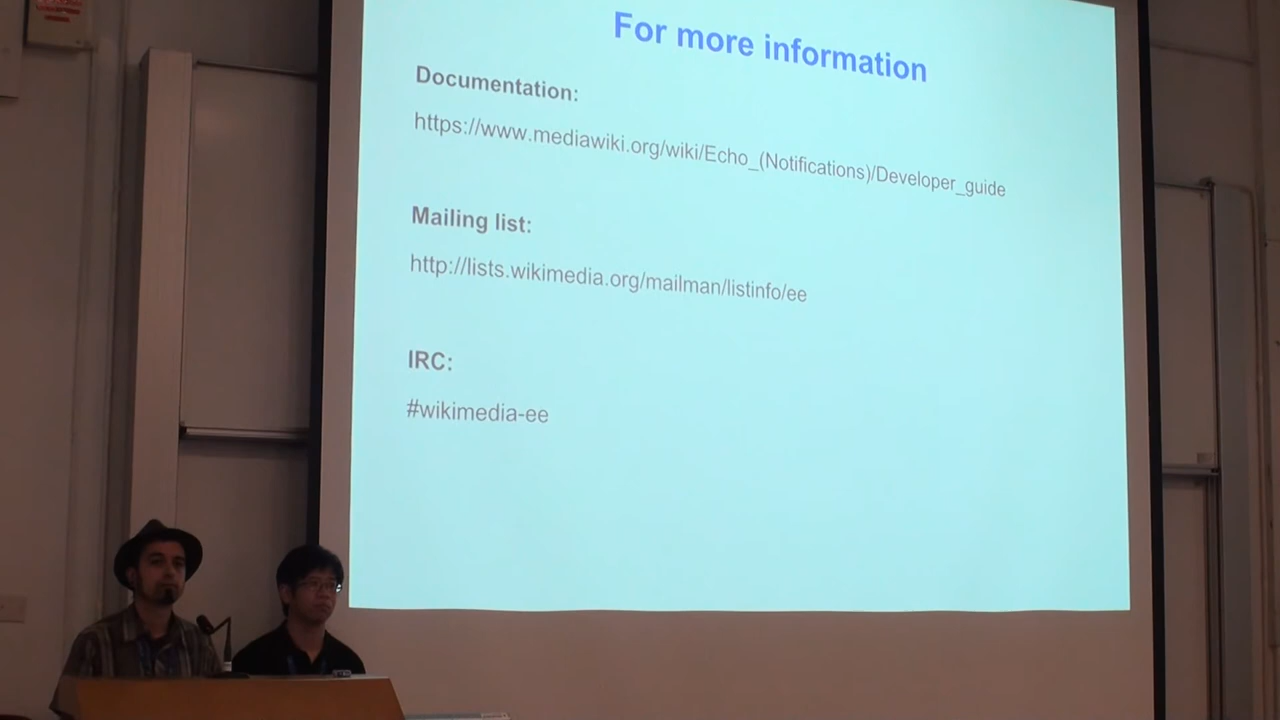 For more information
Documentation:
https://www.mediawiki.org/wiki/Echo_(Notifications)/Developer_guide
Mailing list:
http://lists.wikimedia.org/mailman/listinfo/ee
IRC:
#wikimedia-ee